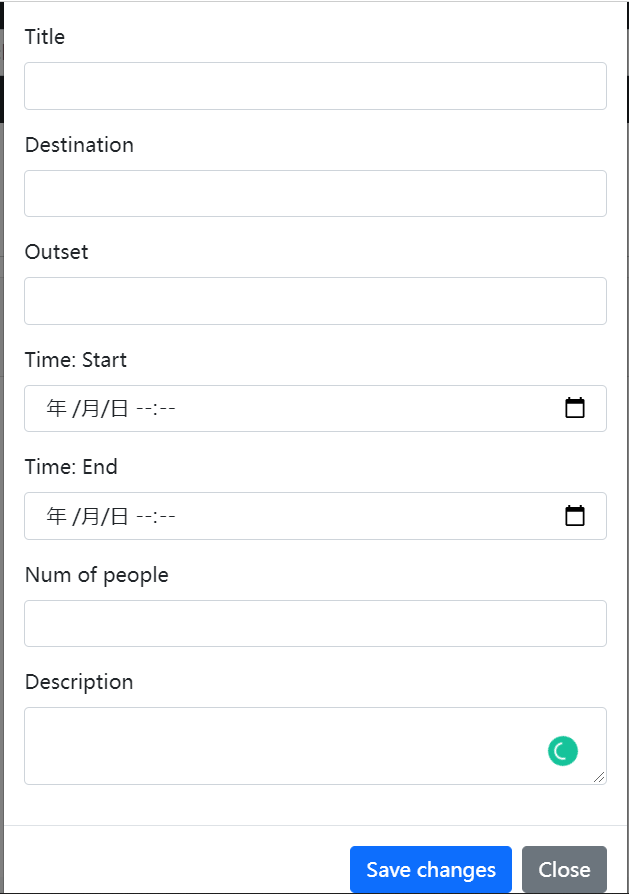 Title
Destination
Outset
Time: Start
年 /月/日 --:--
Time: End
年 /月/日 --:--
Num of people
Description
Save changes
Close